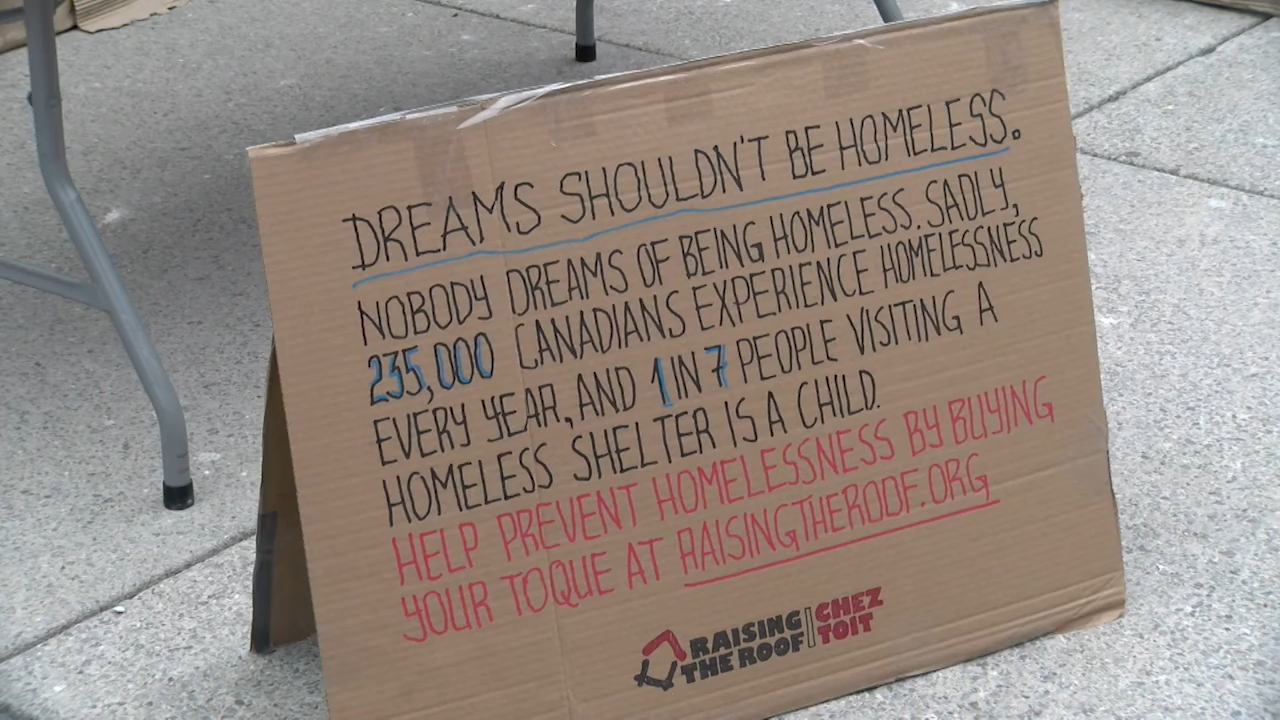 DREAMS SHOULDN'T BE HOMELESS.
NOBODY DREAMS OF BEING HOMELESS. SADLY,
235,000 CANADIANS EXPERIENCE HOMELESSNESS
EVERY YEAR, AND 1 IN 7 PEOPLE VISITING A
HOMELESS SHELTER IS A CHILD.
HELP PREVENT HOMELESSNESS BY BUYING
YOUR TOQUE AT RAISINGTHEROOF.ORG
RAISING THE ROOF | CHEZ TOIT